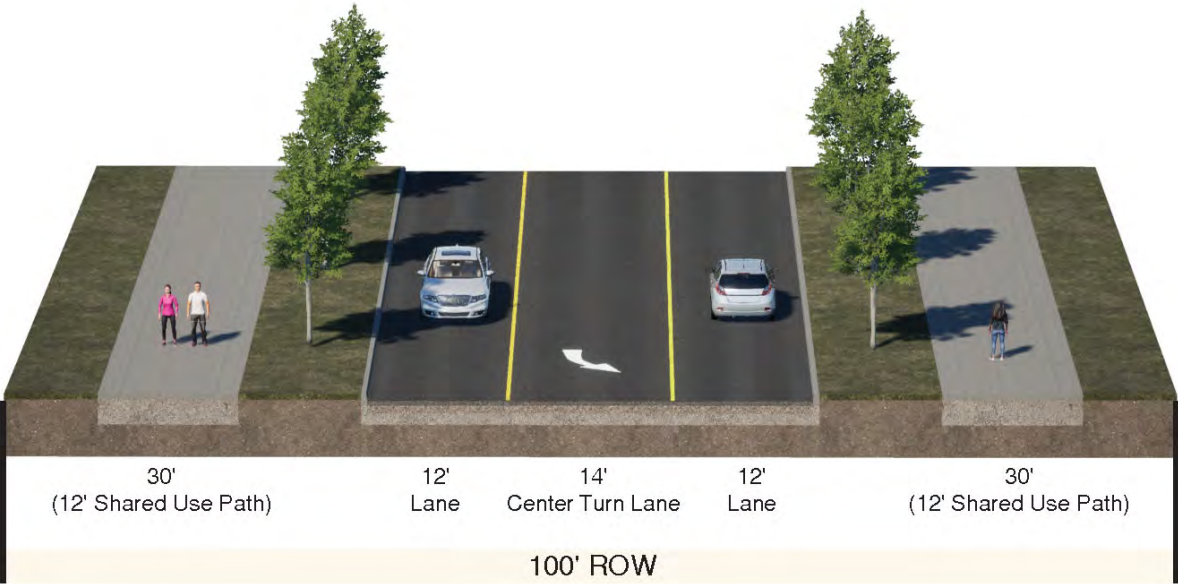 30'
(12' Shared Use Path)
12'
Lane
14'
Center Turn Lane
12'
Lane
30'
(12' Shared Use Path)
100' ROW